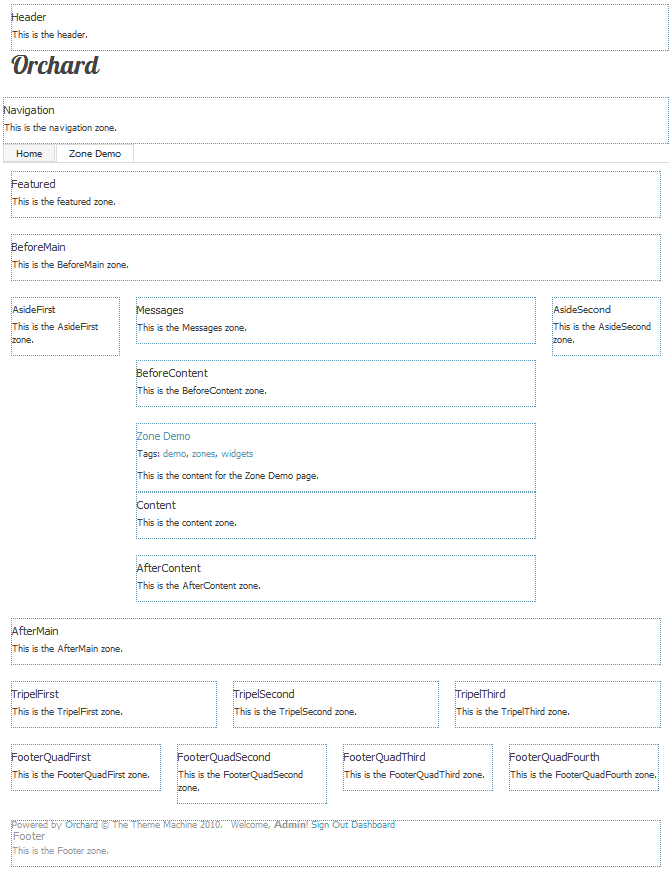 Header
This is the header.
Orchard
Navigation
This is the navigation zone.
Home Zone Demo
Featured
This is the featured zone.
BeforeMain
This is the BeforeMain zone.
AsideFirst
This is the AsideFirst
zone.
Messages
This is the Messages zone.
AsideSecond
This is the AsideSecond
zone.
BeforeContent
This is the BeforeContent zone.
Zone Demo
Tags: demo, zones, widgets
This is the content for the Zone Demo page.
Content
This is the content zone.
AfterContent
This is the AfterContent zone.
AfterMain
This is the AfterMain zone.
TripelFirst
This is the TripelFirst zone.
TripelSecond
This is the TripelSecond zone.
TripelThird
This is the TripelThird zone.
FooterQuadFirst
This is the FooterQuadFirst zone.
FooterQuadSecond
This is the FooterQuadSecond
zone.
FooterQuadThird
This is the FooterQuadThird zone.
FooterQuadFourth
This is the FooterQuadFourth zone.
Powered by Orchard © The Theme Machine 2010. Welcome, Admin! Sign Out Dashboard
Footer
This is the Footer zone.